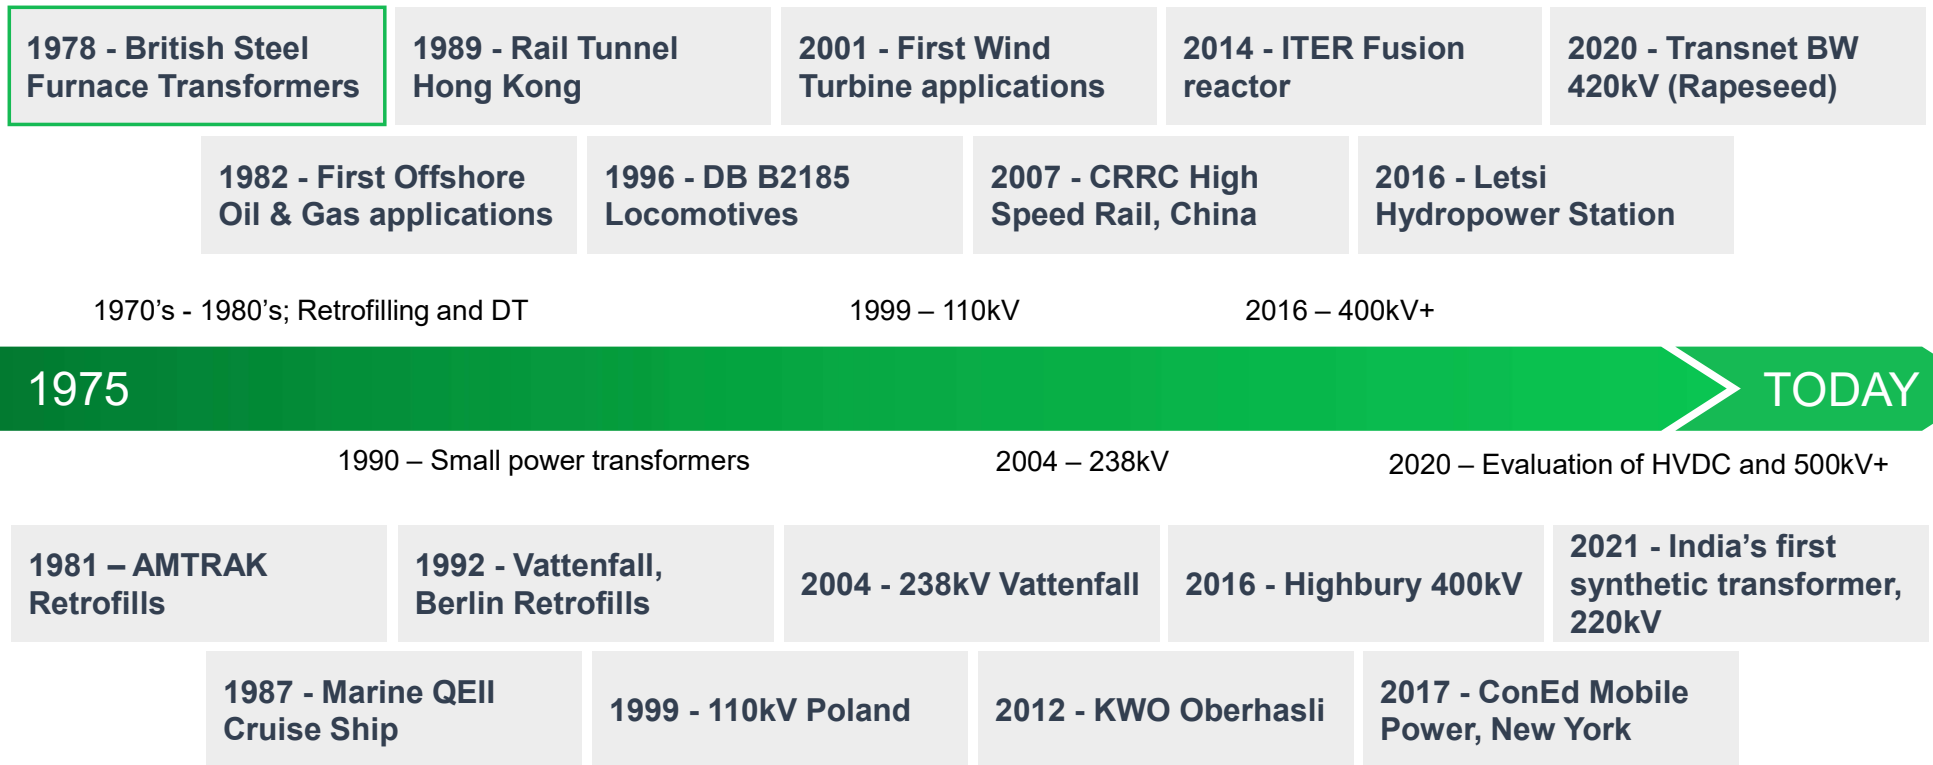 1978 - British Steel
Furnace Transformers
1989 - Rail Tunnel
Hong Kong
2001 - First Wind
Turbine applications
2014 - ITER Fusion
reactor
2020 - Transnet BW
420kV (Rapeseed)
1982 - First Offshore
Oil & Gas applications
1996 - DB B2185
Locomotives
2007 - CRRC High
Speed Rail, China
2016 - Letsi
Hydropower Station
1970’s - 1980’s; Retrofilling and DT
1999 – 110kV
2016 – 400kV+
1975
TODAY
1990 – Small power transformers
2004 – 238kV
2020 – Evaluation of HVDC and 500kV+
1981 – AMTRAK
Retrofills
1992 - Vattenfall,
Berlin Retrofills
2004 - 238kV Vattenfall
2016 - Highbury 400kV
2021 - India’s first
synthetic transformer,
220kV
1987 - Marine QEII
Cruise Ship
1999 - 110kV Poland
2012 - KWO Oberhasli
2017 - ConEd Mobile
Power, New York